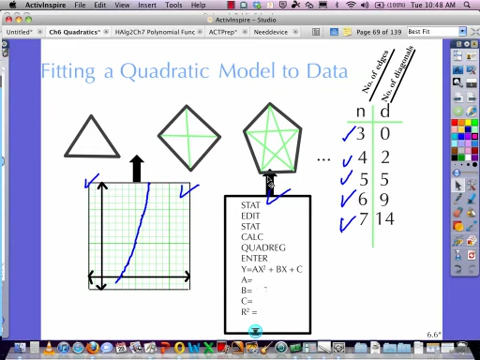 ActivInspire File Edit View Insert Tools Help (100%) Tue 10:48 AM
ActivInspire - Studio
Untitled* Ch6 Quadratics* HAlg2Ch7 Polynomial Func ACTPrep* Needdevice Page 69 of 139 Best Fit
Fitting a Quadratic Model to Data
No. of edges
No. of diagonals
n d
3 0
4 2
5 5
6 9
7 14
...
STAT
EDIT
STAT
CALC
QUADREG
ENTER
Y=AX² + BX + C
A=
B=
C=
R² =
6.6*